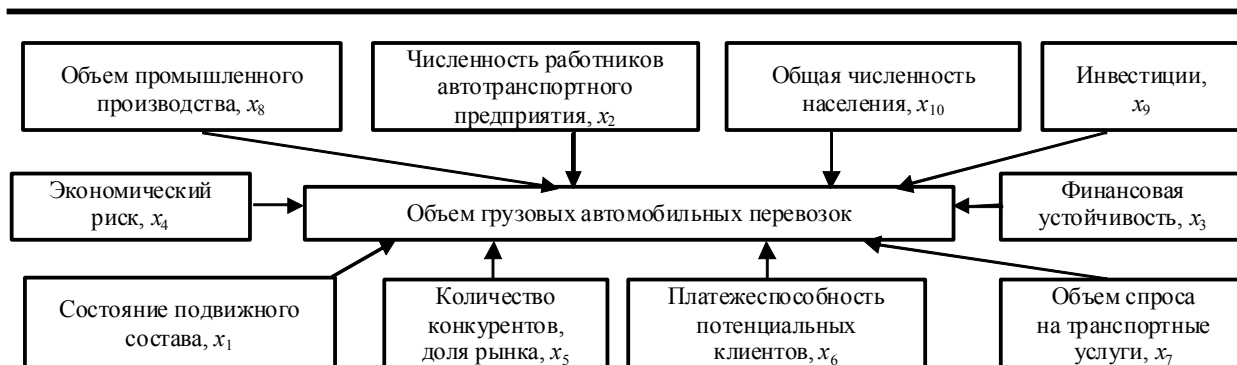 Объем промышленного
производства, x8
Численность работников
автотранспортного
предприятия, x2
Общая численность
населения, x10
Инвестиции,
x9
Экономический
риск, x4
Объем грузовых автомобильных перевозок
Финансовая
устойчивость, x3
Состояние подвижного
состава, x1
Количество
конкурентов,
доля рынка, x5
Платежеспособность
потенциальных
клиентов, x6
Объем спроса
на транспортные
услуги, x7